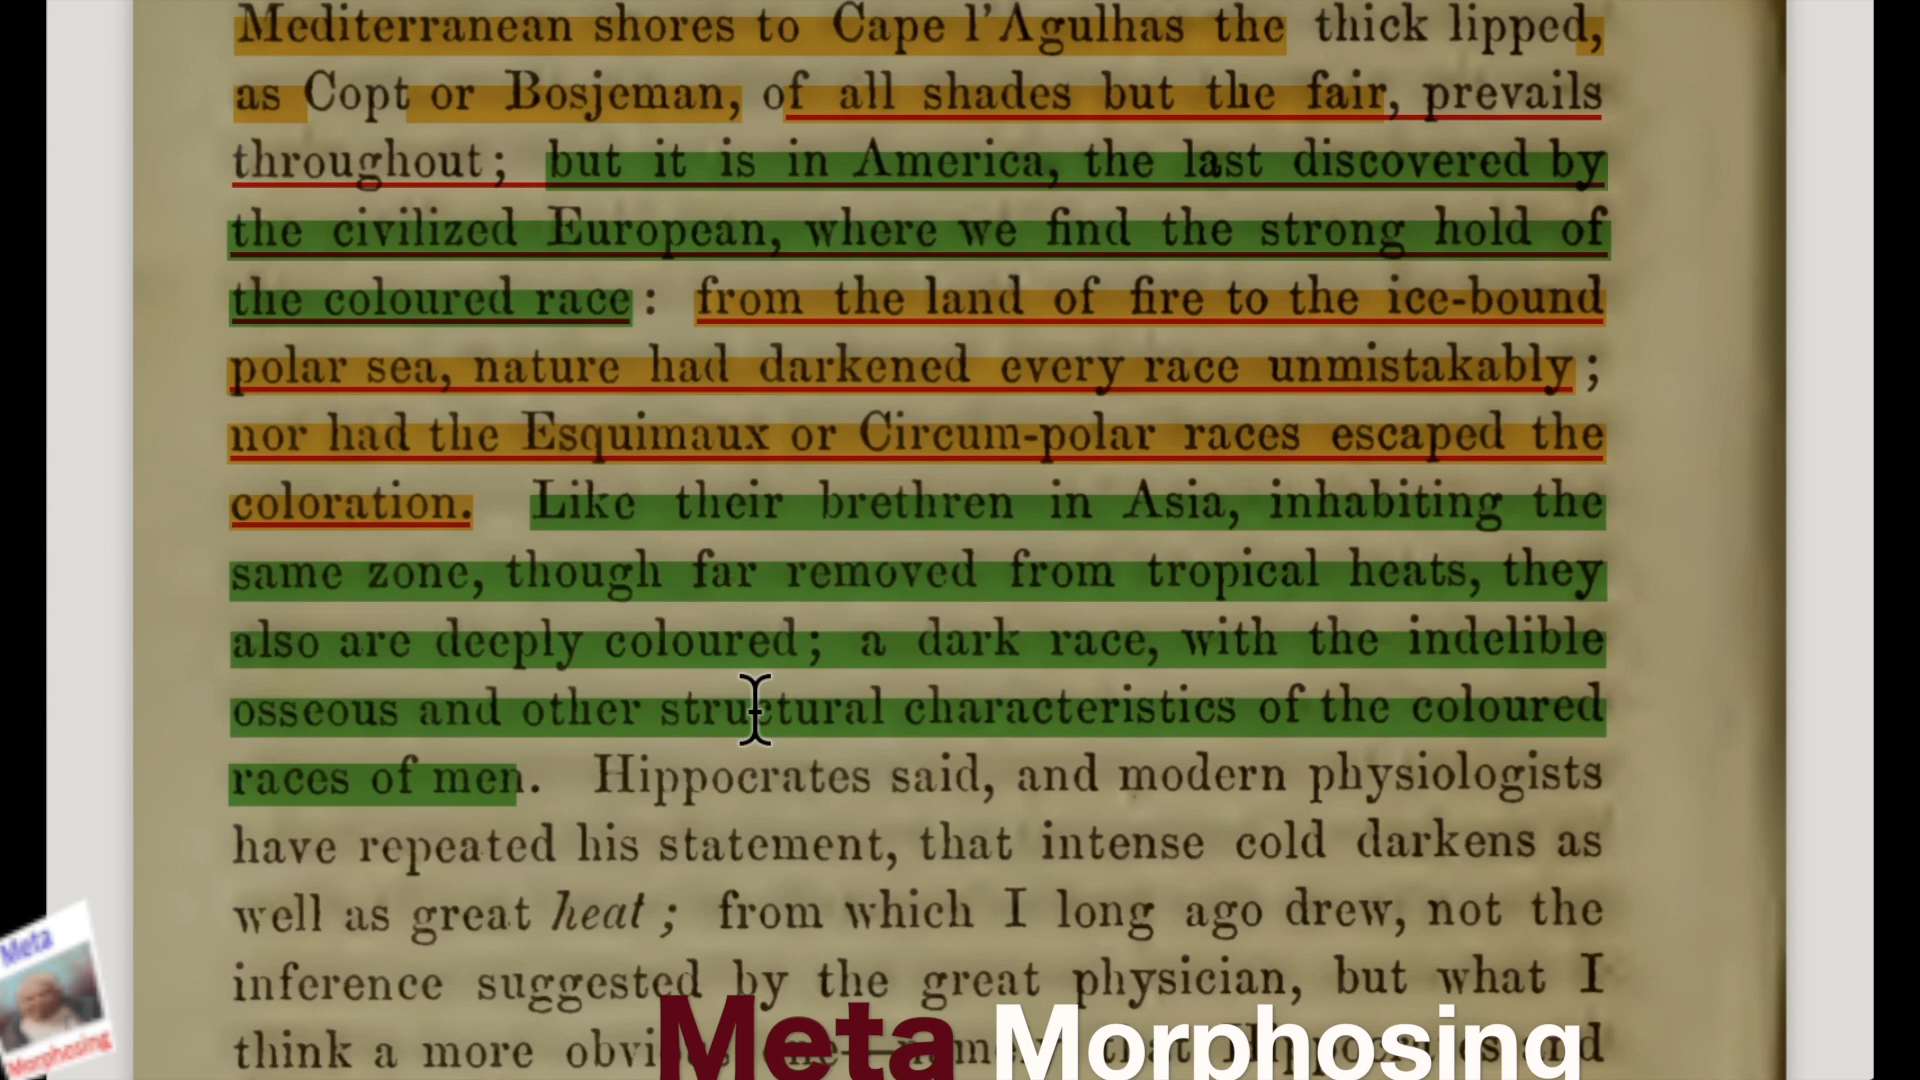 Mediterranean shores to Cape l'Agulhas the thick lipped,
as Copt or Bosjeman, of all shades but the fair, prevails
throughout; but it is in America, the last discovered by
the civilized European, where we find the strong hold of
the coloured race: from the land of fire to the ice-bound
polar sea, nature had darkened every race unmistakably;
nor had the Esquimaux or Circum-polar races escaped the
coloration. Like their brethren in Asia, inhabiting the
same zone, though far removed from tropical heats, they
also are deeply coloured; a dark race, with the indelible
osseous and other structural characteristics of the coloured
races of men. Hippocrates said, and modern physiologists
have repeated his statement, that intense cold darkens as
well as great heat; from which I long ago drew, not the
inference suggested by the great physician, but what I
think a more
Meta Morphosing
Meta
Morphosing